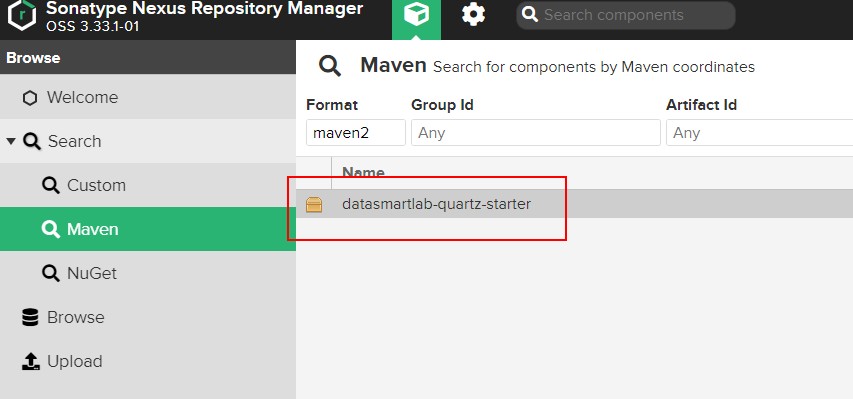 Sonatype Nexus Repository Manager
OSS 3.33.1-01
Search components
Browse
Welcome
Search
Custom
Maven
NuGet
Browse
Upload
Maven Search for components by Maven coordinates
Format Group Id Artifact Id
maven2 Any Any
Name
datasmartlab-quartz-starter